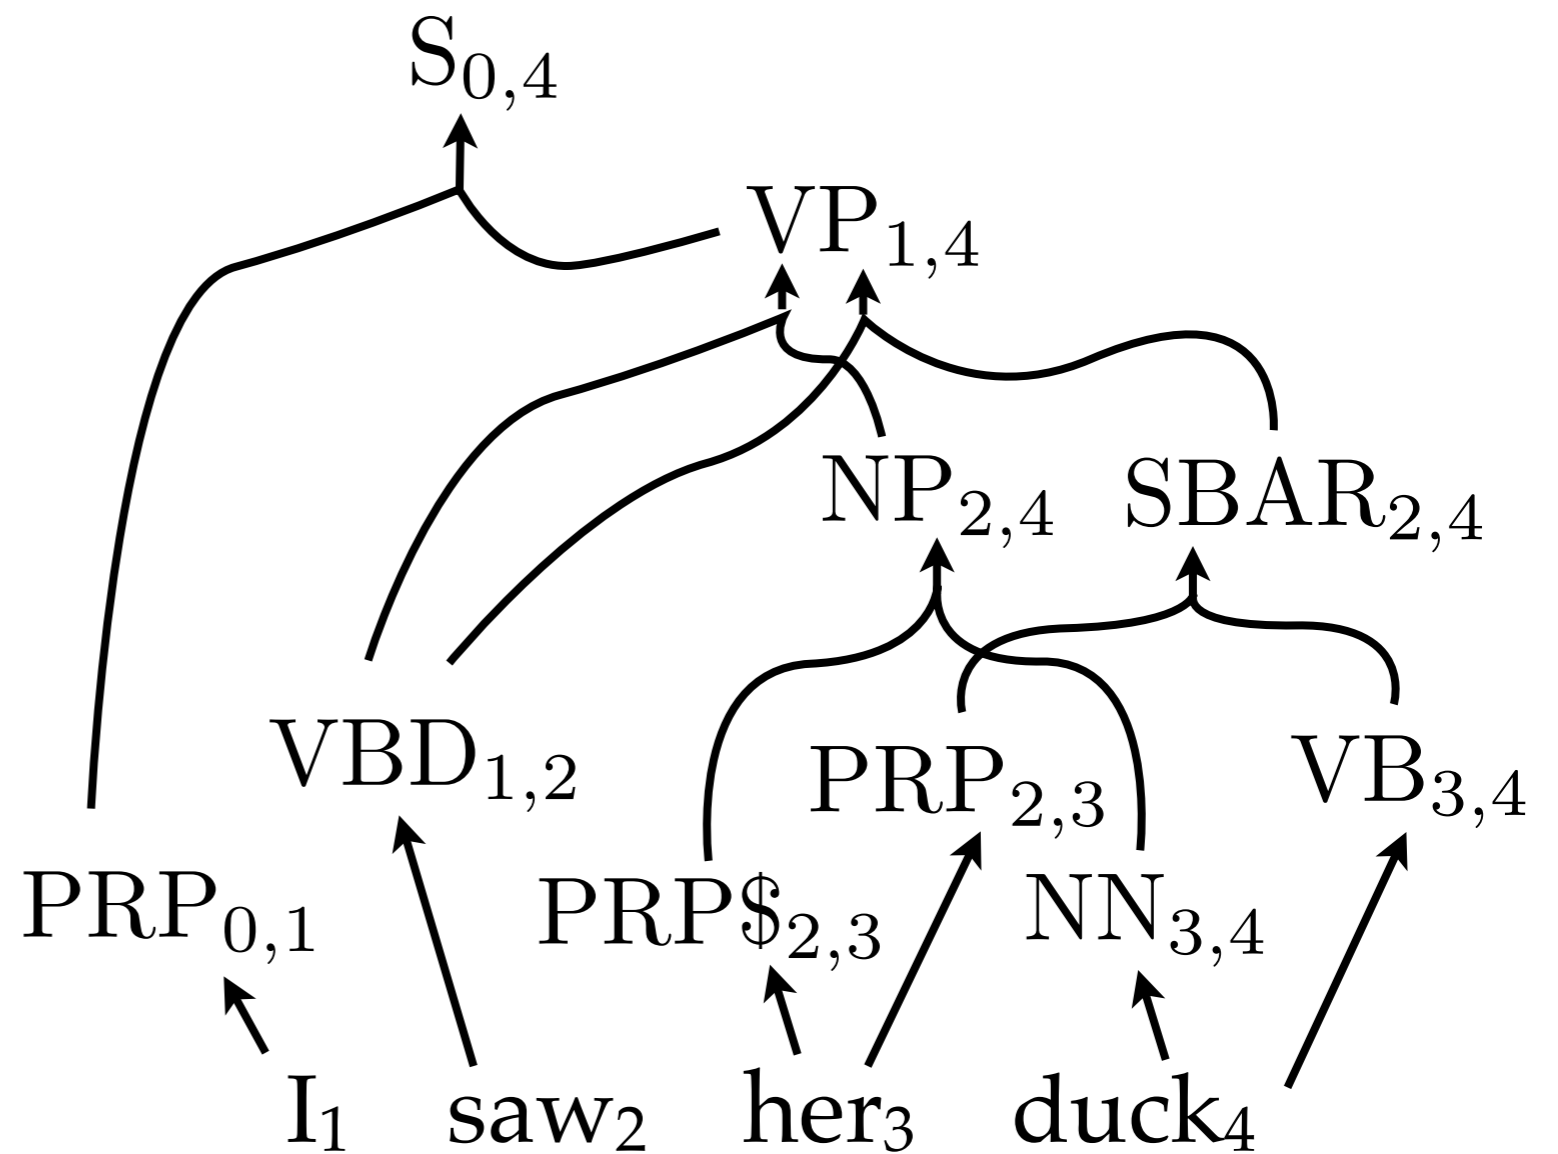 S₀,₄
VP₁,₄
NP₂,₄ SBAR₂,₄
VBD₁,₂ PRP₂,₃ VB₃,₄
PRP₀,₁ PRP$₂,₃ NN₃,₄
I₁ saw₂ her₃ duck₄